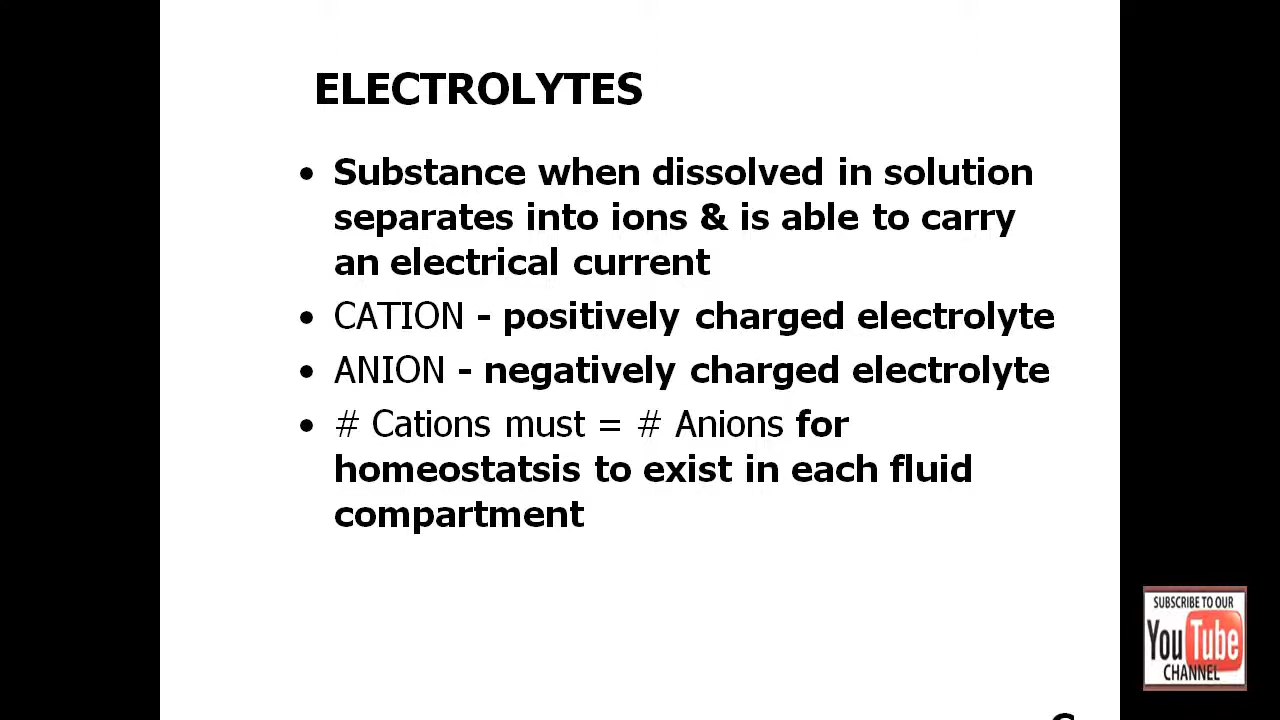 ELECTROLYTES
• Substance when dissolved in solution
separates into ions & is able to carry
an electrical current
• CATION - positively charged electrolyte
• ANION - negatively charged electrolyte
• # Cations must = # Anions for
homeostatsis to exist in each fluid
compartment
SUBSCRIBE TO OUR
YouTube
CHANNEL